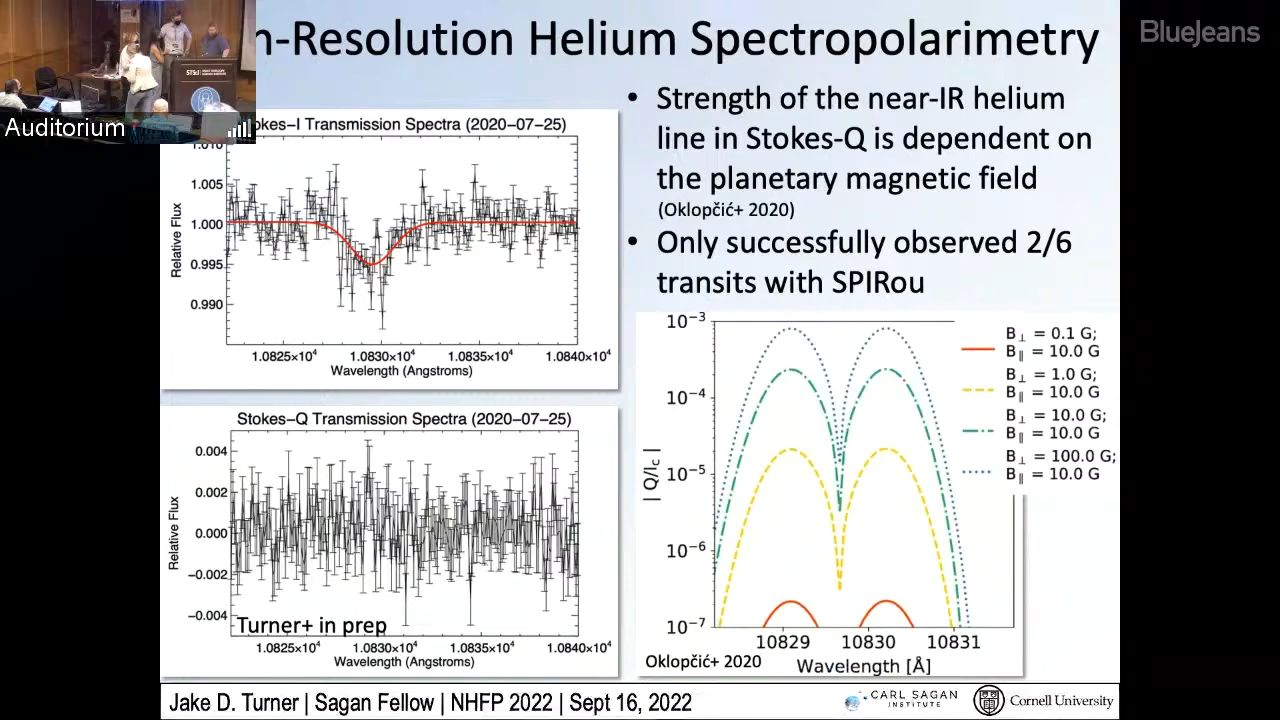 BlueJeans
STScI
Auditorium
n-Resolution Helium Spectropolarimetry
okes-I Transmission Spectra (2020-07-25)
1.010
1.005
1.000
0.995
0.990
Relative Flux
1.0825×10⁴ 1.0830×10⁴ 1.0835×10⁴ 1.0840×10⁴
Wavelength (Angstroms)
Stokes-Q Transmission Spectra (2020-07-25)
0.004
0.002
0.000
−0.002
−0.004
Relative Flux
Turner+ in prep
1.0825×10⁴ 1.0830×10⁴ 1.0835×10⁴ 1.0840×10⁴
Wavelength (Angstroms)
• Strength of the near-IR helium
line in Stokes-Q is dependent on
the planetary magnetic field
(Oklopčić+ 2020)
• Only successfully observed 2/6
transits with SPIRou
10⁻³
10⁻⁴
10⁻⁵
10⁻⁶
10⁻⁷
| Q/I_C |
B⊥ = 0.1 G;
B∥ = 10.0 G
B⊥ = 1.0 G;
B∥ = 10.0 G
B⊥ = 10.0 G;
B∥ = 10.0 G
B⊥ = 100.0 G;
B∥ = 10.0 G
10829 10830 10831
Oklopčić+ 2020
Wavelength [Å]
Jake D. Turner | Sagan Fellow | NHFP 2022 | Sept 16, 2022
CARL SAGAN
INSTITUTE
Cornell University